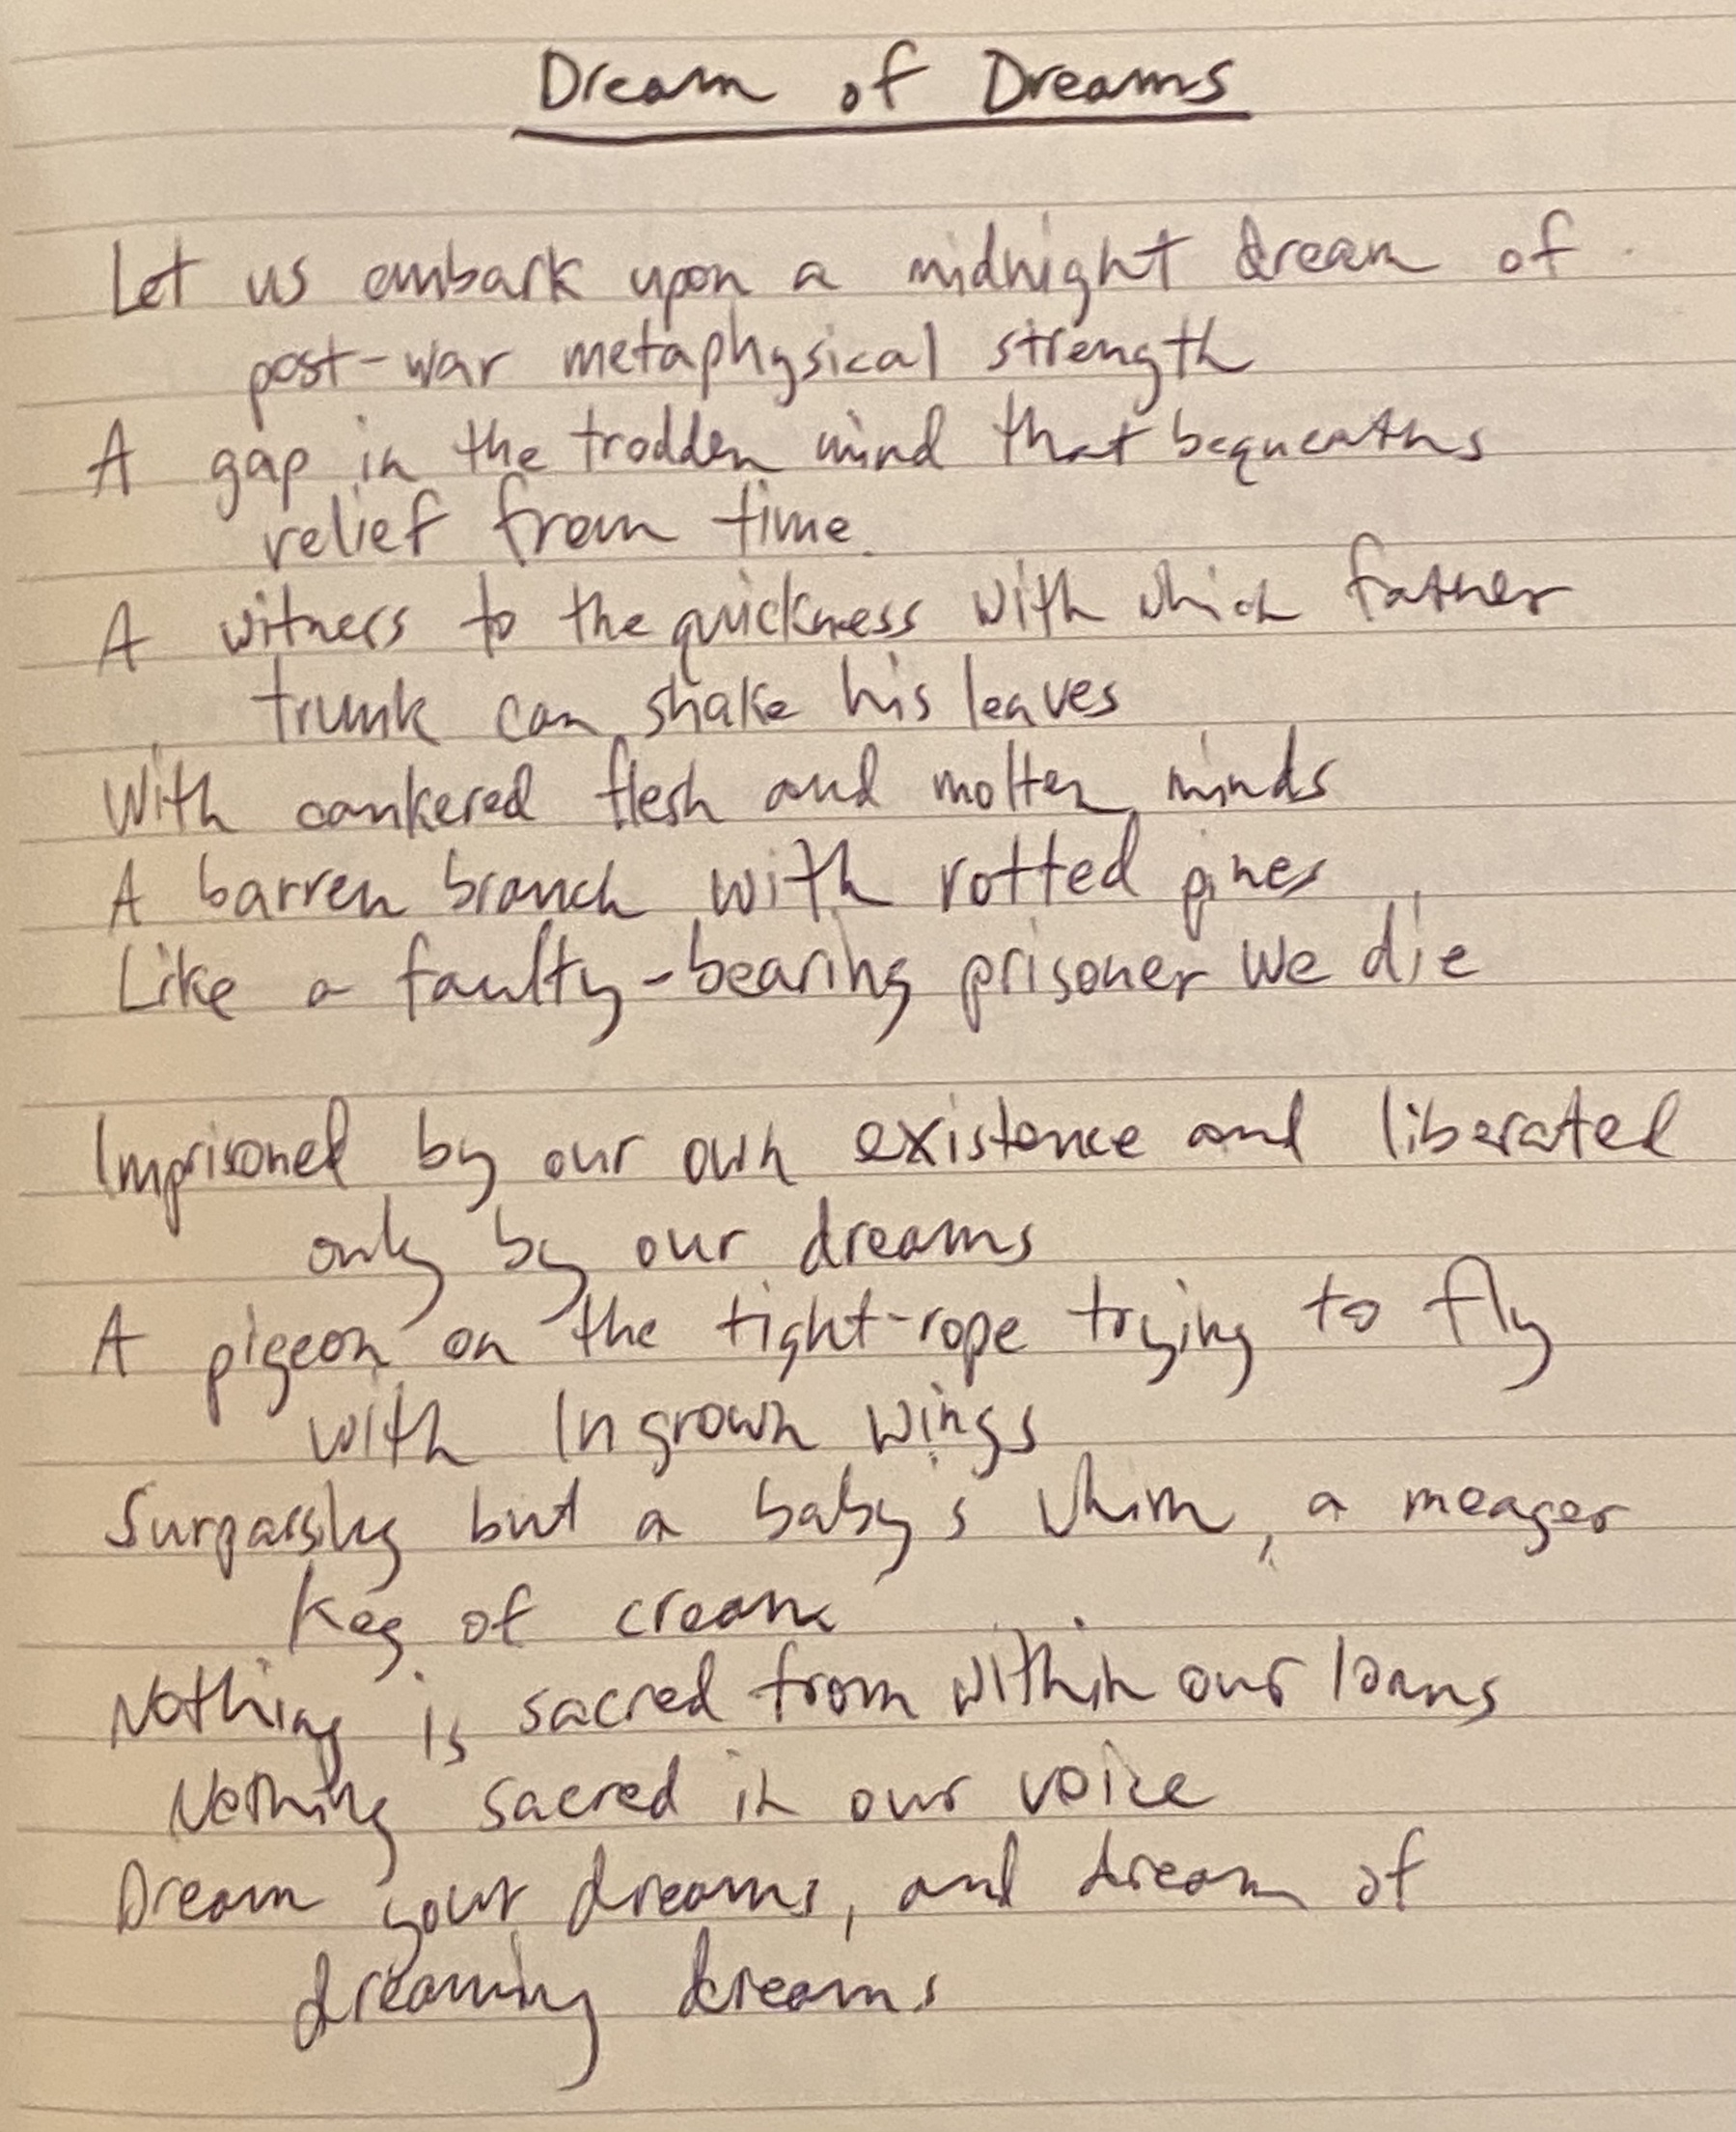 Dream of Dreams
Let us embark upon a midnight dream of
post-war metaphysical strength
A gap in the trodden mind that bequeaths
relief from time.
A witness to the quickness with which father
trunk can shake his leaves
With cankered flesh and molten minds
A barren branch with rotted pines
Like a faulty-bearing prisoner we die
Imprisoned by our own existence and liberated
only by our dreams
A pigeon on the tight-rope trying to fly
with ingrown wings
Surpassing but a baby's whim, a meager
keg of cream
Nothing is sacred from within our
Nothing sacred in our voice
Dream your dreams, and dream of
dreaming dreams